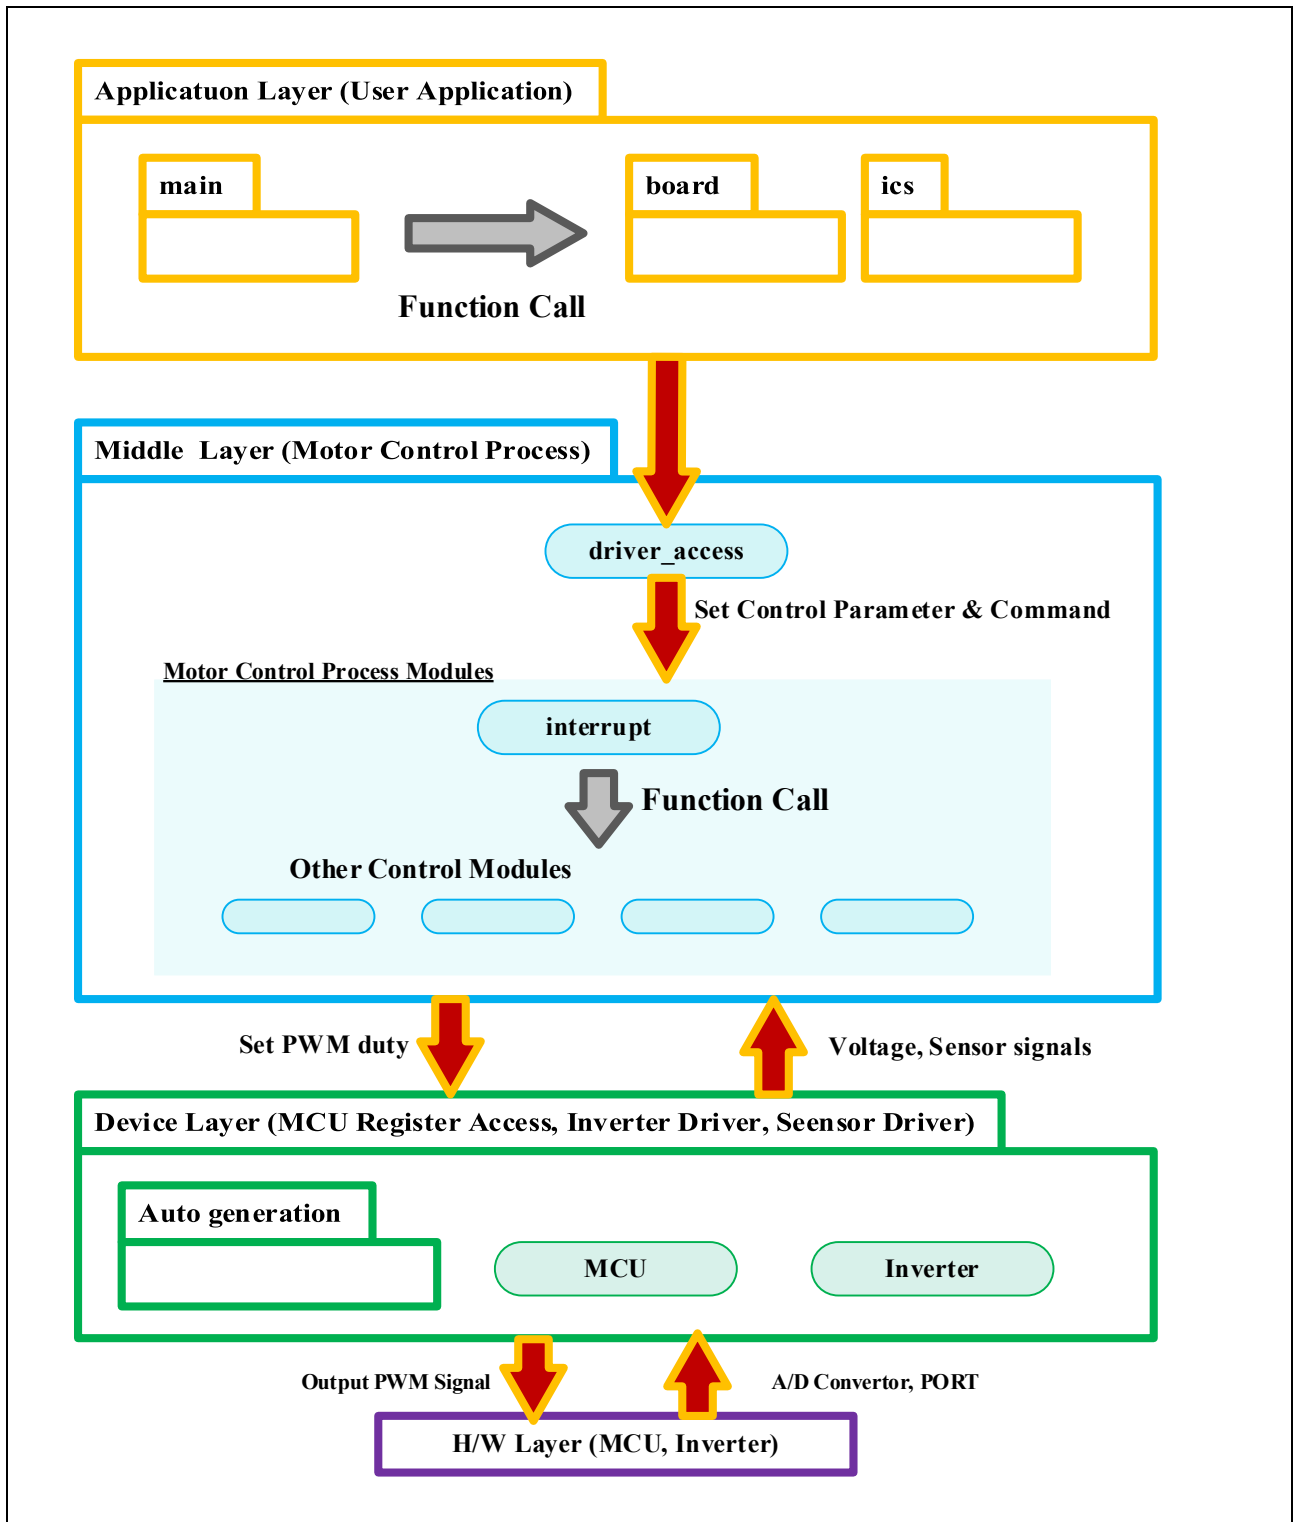 Applicatuon Layer (User Application)
main
board
ics
Function Call
Middle  Layer (Motor Control Process)
driver_access
Set Control Parameter & Command
Motor Control Process Modules
interrupt
Function Call
Other Control Modules
Set PWM duty
Voltage, Sensor signals
Device Layer (MCU Register Access, Inverter Driver, Seensor Driver)
Auto generation
MCU
Inverter
Output PWM Signal
A/D Convertor, PORT
H/W Layer (MCU, Inverter)